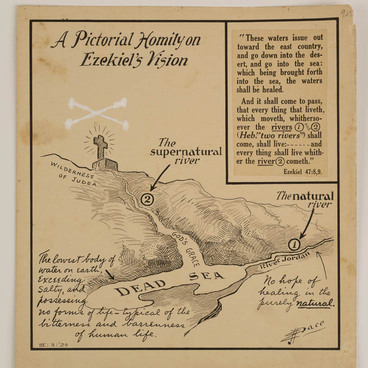 A Pictorial Homily on
Ezekiel's Vision
"These waters issue out
toward the east country,
and go down into the des-
ert, and go into the sea:
which being brought forth
into the sea, the waters
shall be healed.
And it shall come to pass,
that every thing that liveth,
which moveth, whitherso-
ever the rivers ① ② 
(Heb. "two rivers") shall
come, shall live:------and
every thing shall live whith-
er the river ② cometh."
Ezekiel 47:8,9.
The
supernatural
river
②
WILDERNESS
OF JUDEA
GOD'S GRACE
The natural
river
①
River Jordan
DEAD SEA
The lowest body of
water on earth,
Exceeding
salty, and
possessing
no forms of life–typical of the
bitterness and barrenness
of human life.
No hope of
healing in the
purely natural.
Pace